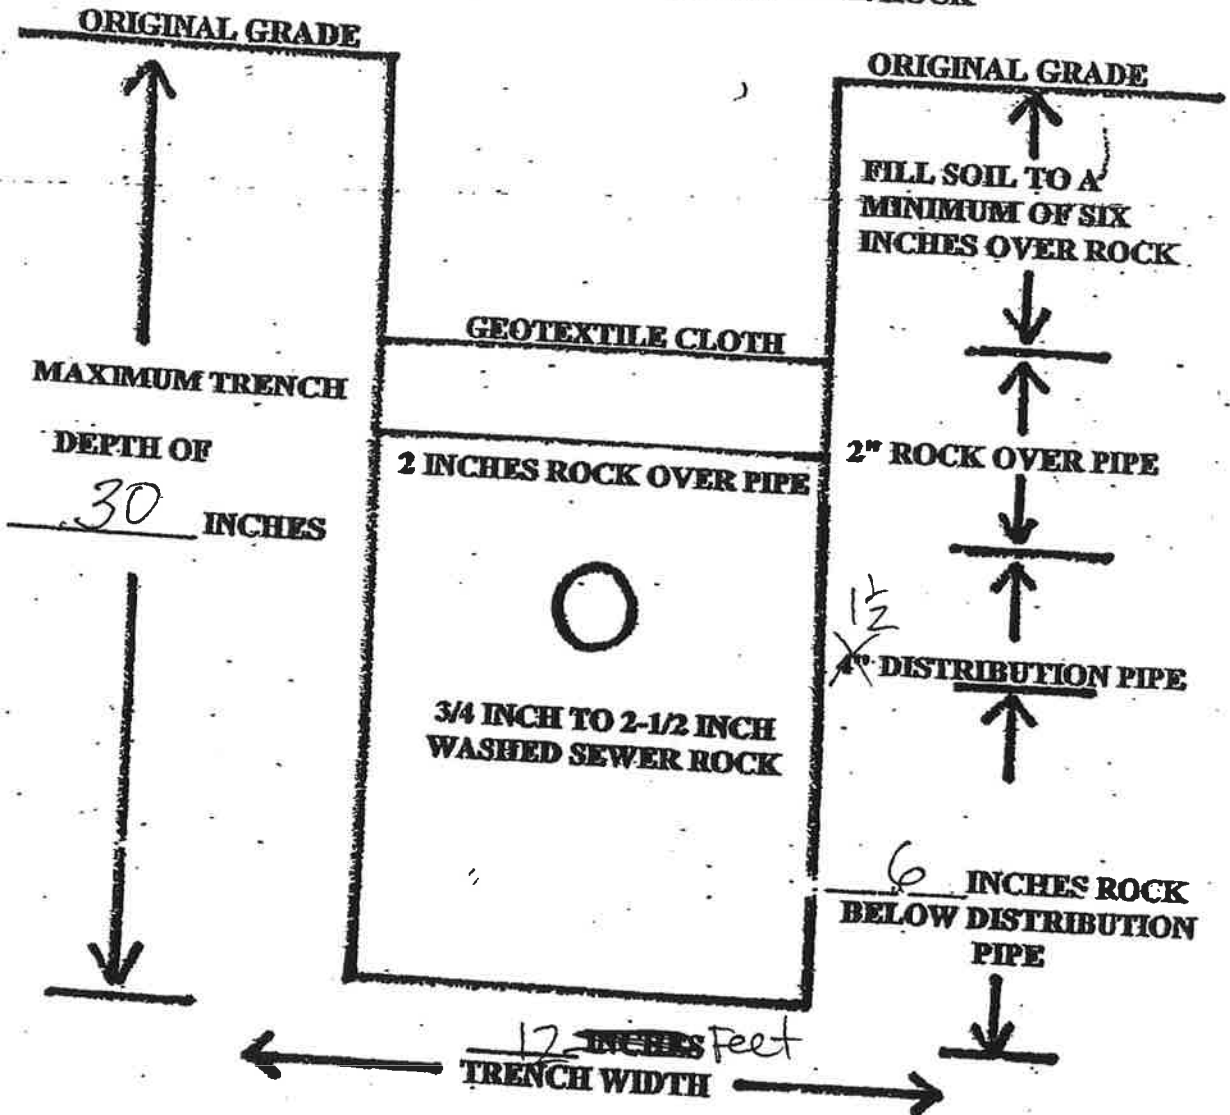 ORIGINAL GRADE
ORIGINAL GRADE
FILL SOIL TO A
MINIMUM OF SIX
INCHES OVER ROCK
GEOTEXTILE CLOTH
MAXIMUM TRENCH
DEPTH OF
30 INCHES
2 INCHES ROCK OVER PIPE
2" ROCK OVER PIPE
1 1/2
4" DISTRIBUTION PIPE
3/4 INCH TO 2-1/2 INCH
WASHED SEWER ROCK
6 INCHES ROCK
BELOW DISTRIBUTION
PIPE
12 INCHES Feet
TRENCH WIDTH